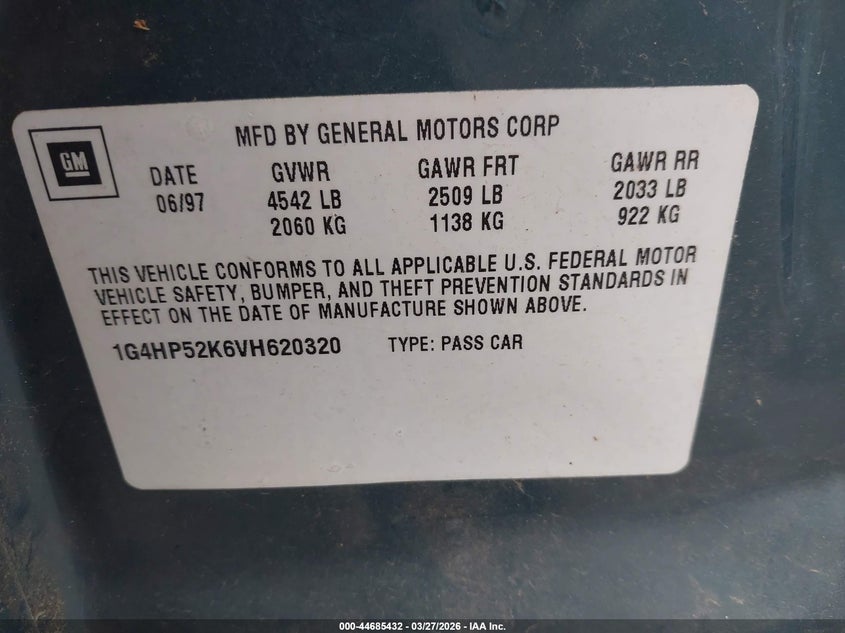 GM
MFD BY GENERAL MOTORS CORP
DATE GVWR GAWR FRT GAWR RR
06/97 4542 LB 2509 LB 2033 LB
2060 KG 1138 KG 922 KG
THIS VEHICLE CONFORMS TO ALL APPLICABLE U.S. FEDERAL MOTOR
VEHICLE SAFETY, BUMPER, AND THEFT PREVENTION STANDARDS IN
EFFECT ON THE DATE OF MANUFACTURE SHOWN ABOVE.
1G4HP52K6VH620320 TYPE: PASS CAR
000-44685432 - 03/27/2026 - IAA Inc.